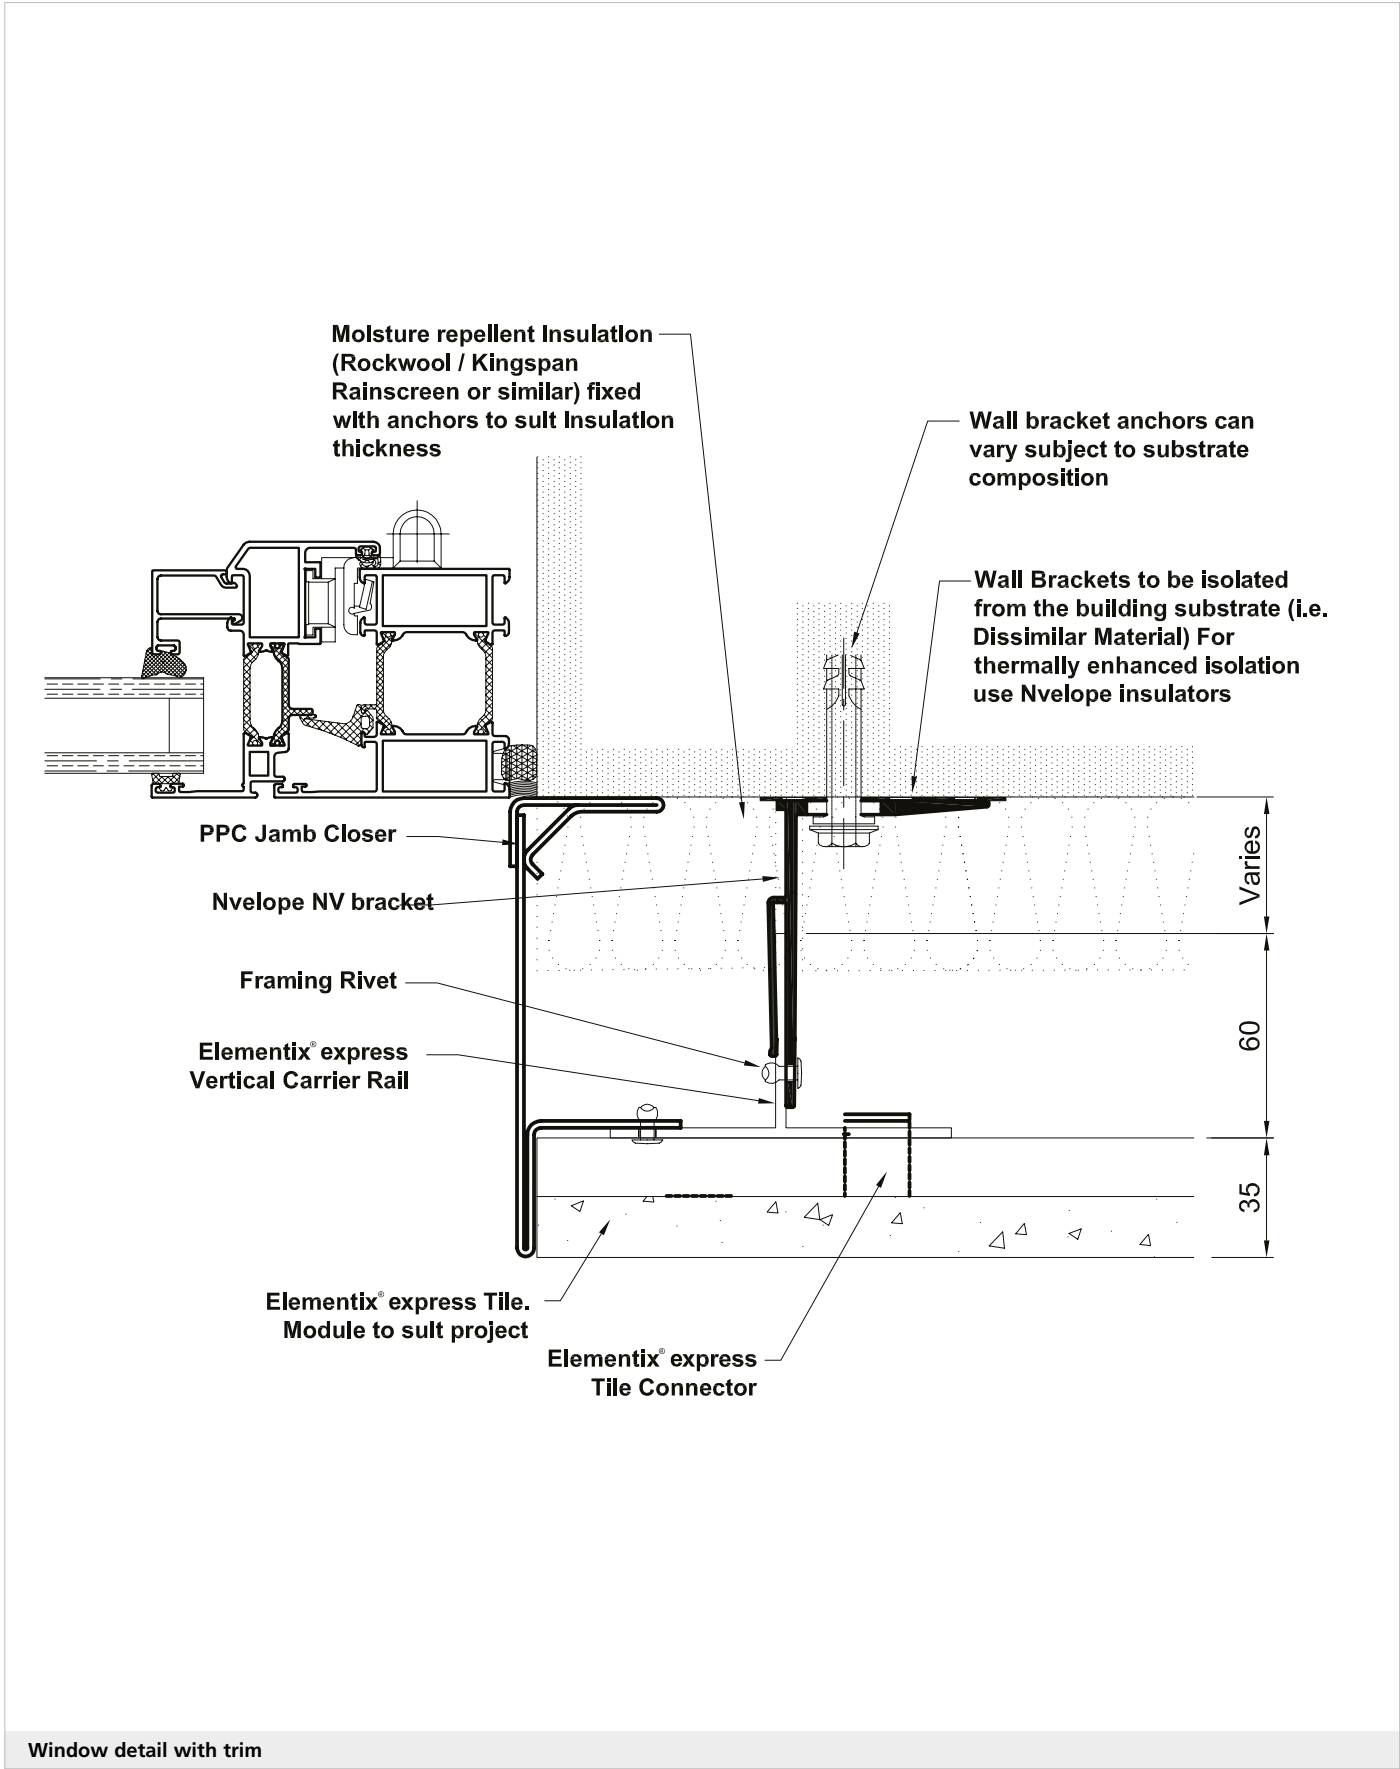 Moisture repellent Insulation
(Rockwool / Kingspan
Rainscreen or similar) fixed
with anchors to suit Insulation
thickness
Wall bracket anchors can
vary subject to substrate
composition
Wall Brackets to be isolated
from the building substrate (i.e.
Dissimilar Material) For
thermally enhanced isolation
use Nvelope insulators
PPC Jamb Closer
Nvelope NV bracket
Framing Rivet
Elementix® express
Vertical Carrier Rail
Varies
60
35
Elementix® express Tile.
Module to suit project
Elementix® express
Tile Connector
Window detail with trim